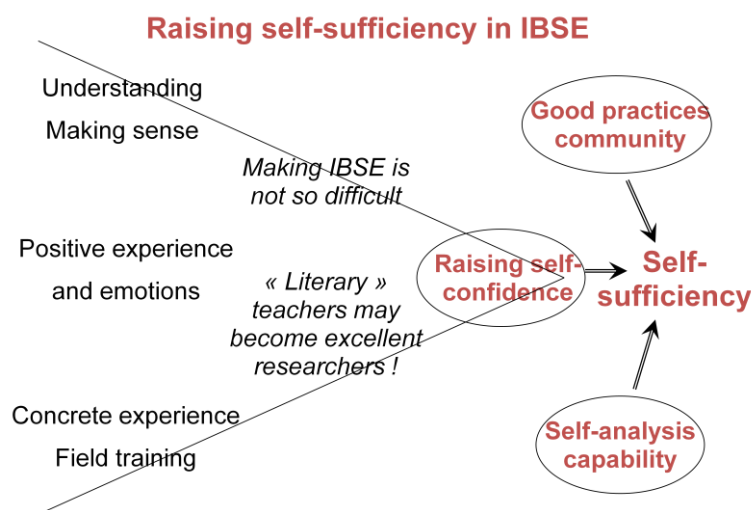 Raising self-sufficiency in IBSE
Understanding
Making sense
Making IBSE is
not so difficult
Positive experience
and emotions
« Literary »
teachers may
become excellent
researchers !
Concrete experience
Field training
Raising self-
confidence
Good practices
community
Self-
sufficiency
Self-analysis
capability